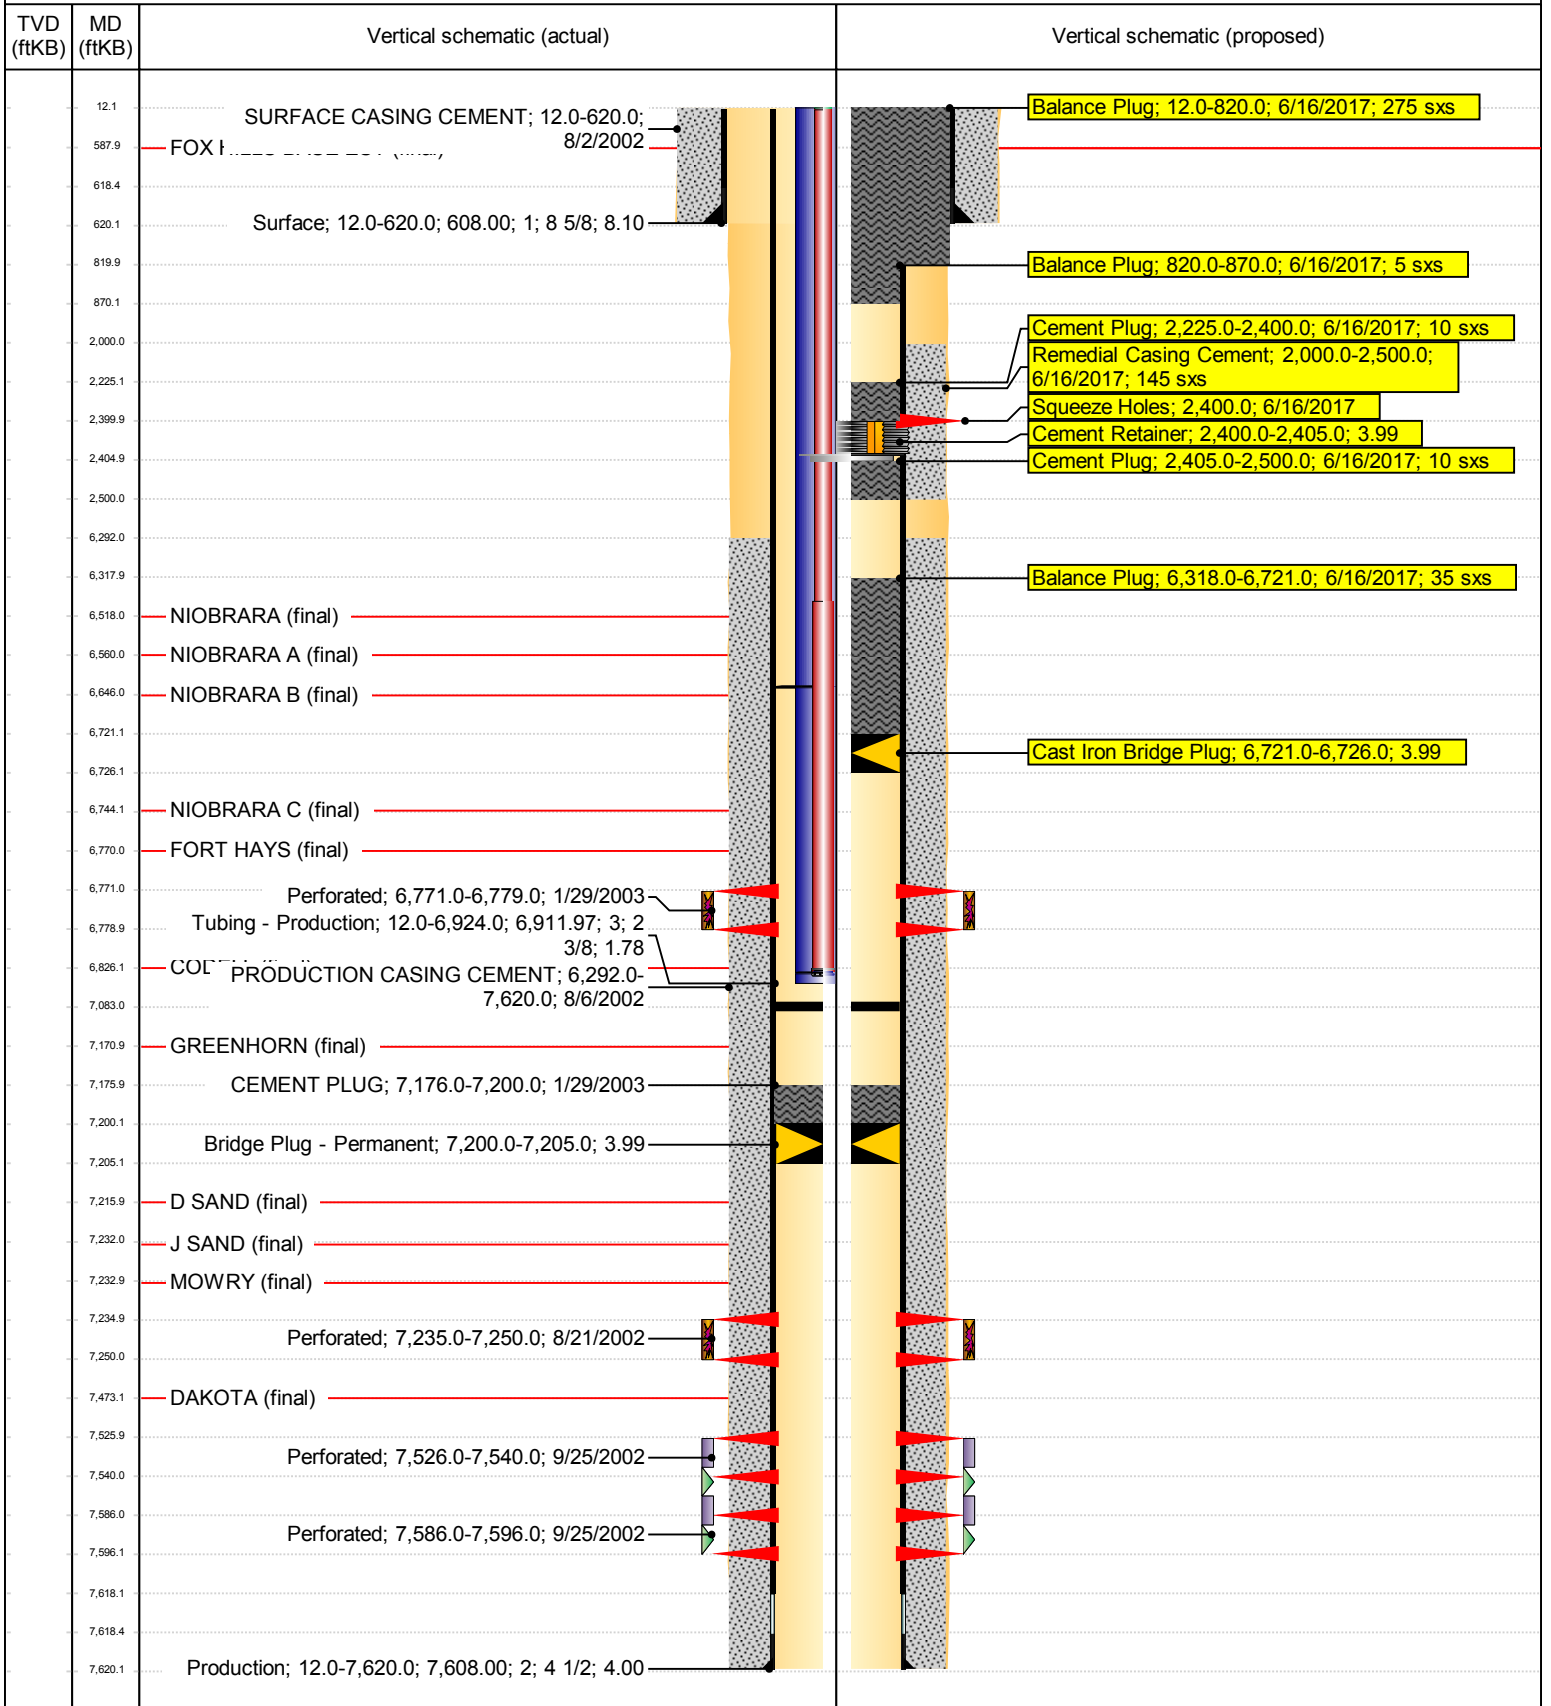 TVD (ftKB)
MD (ftKB)
Vertical schematic (actual)
Vertical schematic (proposed)
12.1
587.9
618.4
620.1
819.9
870.1
2,000.0
2,225.1
2,399.9
2,404.9
2,500.0
6,292.0
6,317.9
6,518.0
6,560.0
6,646.0
6,721.1
6,726.1
6,744.1
6,770.0
6,771.0
6,778.9
6,826.1
7,083.0
7,170.9
7,175.9
7,200.1
7,205.1
7,215.9
7,232.0
7,232.9
7,234.9
7,250.0
7,473.1
7,525.9
7,540.0
7,586.0
7,596.1
7,618.1
7,618.4
7,620.1
SURFACE CASING CEMENT; 12.0-620.0;
8/2/2002
FOX
Surface; 12.0-620.0; 608.00; 1; 8 5/8; 8.10
NIOBRARA (final)
NIOBRARA A (final)
NIOBRARA B (final)
NIOBRARA C (final)
FORT HAYS (final)
Perforated; 6,771.0-6,779.0; 1/29/2003
Tubing - Production; 12.0-6,924.0; 6,911.97; 3; 2
3/8; 1.78
PRODUCTION CASING CEMENT; 6,292.0-
7,620.0; 8/6/2002
GREENHORN (final)
CEMENT PLUG; 7,176.0-7,200.0; 1/29/2003
Bridge Plug - Permanent; 7,200.0-7,205.0; 3.99
D SAND (final)
J SAND (final)
MOWRY (final)
Perforated; 7,235.0-7,250.0; 8/21/2002
DAKOTA (final)
Perforated; 7,526.0-7,540.0; 9/25/2002
Perforated; 7,586.0-7,596.0; 9/25/2002
Production; 12.0-7,620.0; 7,608.00; 2; 4 1/2; 4.00
Balance Plug; 12.0-820.0; 6/16/2017; 275 sxs
Balance Plug; 820.0-870.0; 6/16/2017; 5 sxs
Cement Plug; 2,225.0-2,400.0; 6/16/2017; 10 sxs
Remedial Casing Cement; 2,000.0-2,500.0;
6/16/2017; 145 sxs
Squeeze Holes; 2,400.0; 6/16/2017
Cement Retainer; 2,400.0-2,405.0; 3.99
Cement Plug; 2,405.0-2,500.0; 6/16/2017; 10 sxs
Balance Plug; 6,318.0-6,721.0; 6/16/2017; 35 sxs
Cast Iron Bridge Plug; 6,721.0-6,726.0; 3.99